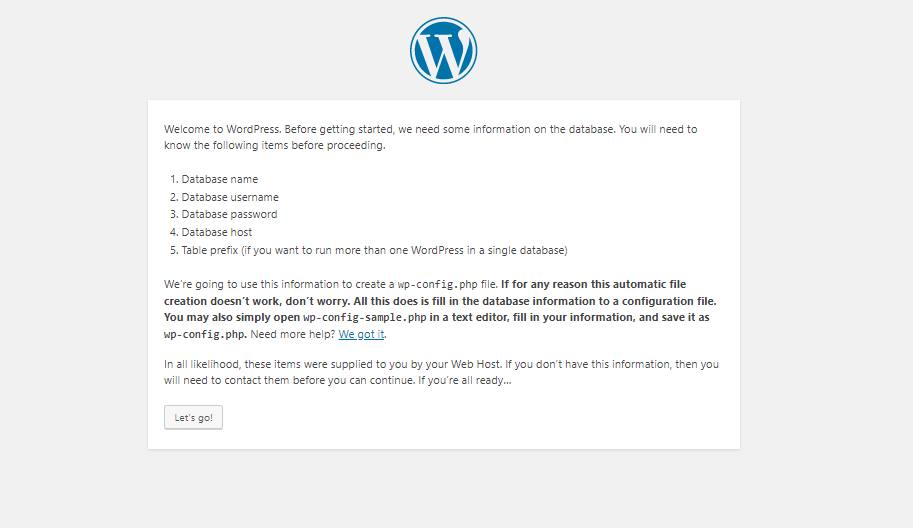 Welcome to WordPress. Before getting started, we need some information on the database. You will need to
know the following items before proceeding.
1. Database name
2. Database username
3. Database password
4. Database host
5. Table prefix (if you want to run more than one WordPress in a single database)
We're going to use this information to create a wp-config.php file. If for any reason this automatic file
creation doesn't work, don't worry. All this does is fill in the database information to a configuration file.
You may also simply open wp-config-sample.php in a text editor, fill in your information, and save it as
wp-config.php. Need more help? We got it.
In all likelihood, these items were supplied to you by your Web Host. If you don't have this information, then you
will need to contact them before you can continue. If you're all ready…
Let's go!